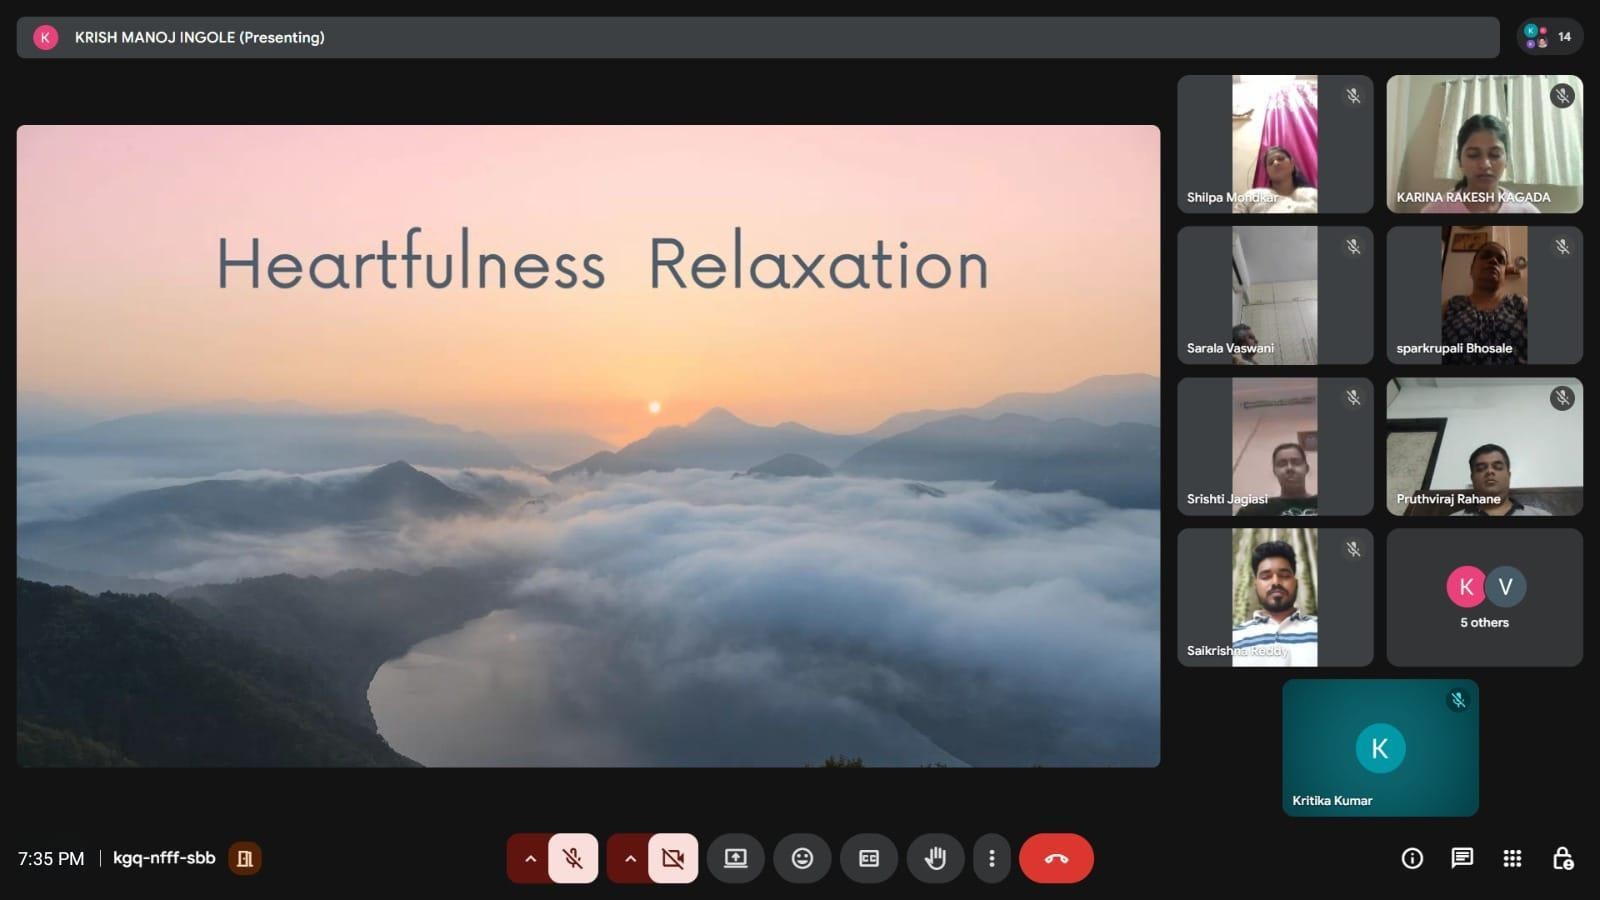 K KRISH MANOJ INGOLE (Presenting)
K 14
Heartfulness Relaxation
Shilpa Mondkar
KARINA RAKESH KAGADA
Sarala Vaswani
sparkrupali Bhosale
Srishti Jagiasi
Pruthviraj Rahane
Saikrishna Reddy
K V
5 others
K
Kritika Kumar
7:35 PM | kgq-nfff-sbb
CC